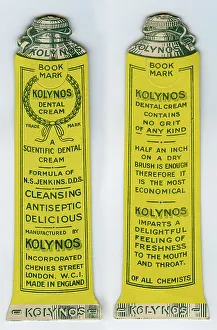 KOLYNOS
BOOK
MARK
KOLYNOS
DENTAL
CREAM
TRADE MARK
A
SCIENTIFIC DENTAL
CREAM
FORMULA OF
N.S.JENKINS.D.D.S.
CLEANSING
ANTISEPTIC
DELICIOUS
MANUFACTURED BY
KOLYNOS
INCORPORATED
CHENIES STREET
LONDON. W.C.1.
MADE IN ENGLAND
KOLYNOS
KOLYNOS
BOOK
MARK
KOLYNOS
DENTAL CREAM
CONTAINS
NO GRIT
OF ANY KIND
HALF AN INCH
ON A DRY
BRUSH IS ENOUGH
THEREFORE IT
IS THE MOST
ECONOMICAL
KOLYNOS
IMPARTS A
DELIGHTFUL
FEELING OF
FRESHNESS
TO THE MOUTH
AND THROAT.
OF ALL CHEMISTS
KOLYNOS